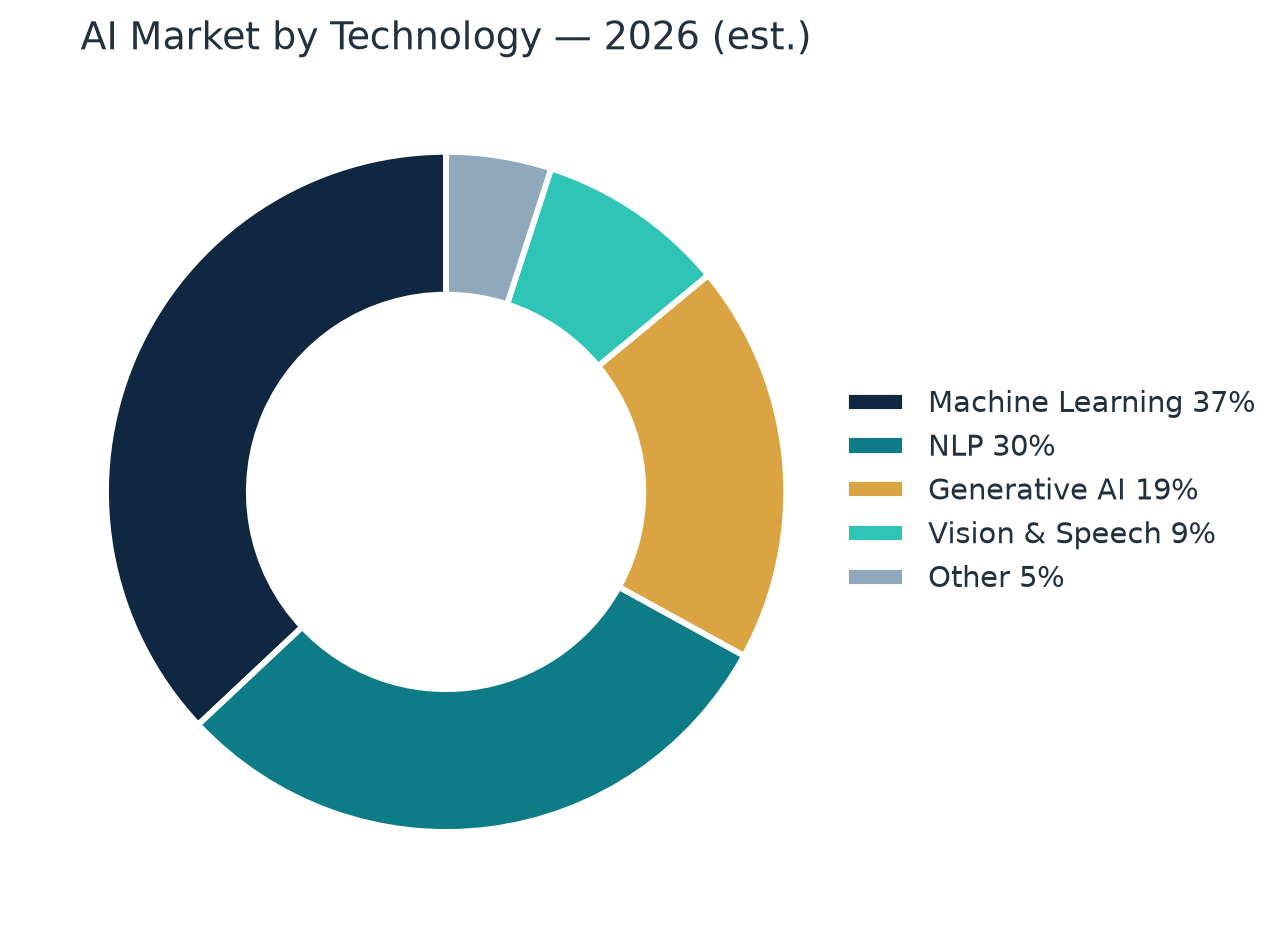 AI Market by Technology — 2026 (est.)
Machine Learning 37%
NLP 30%
Generative AI 19%
Vision & Speech 9%
Other 5%